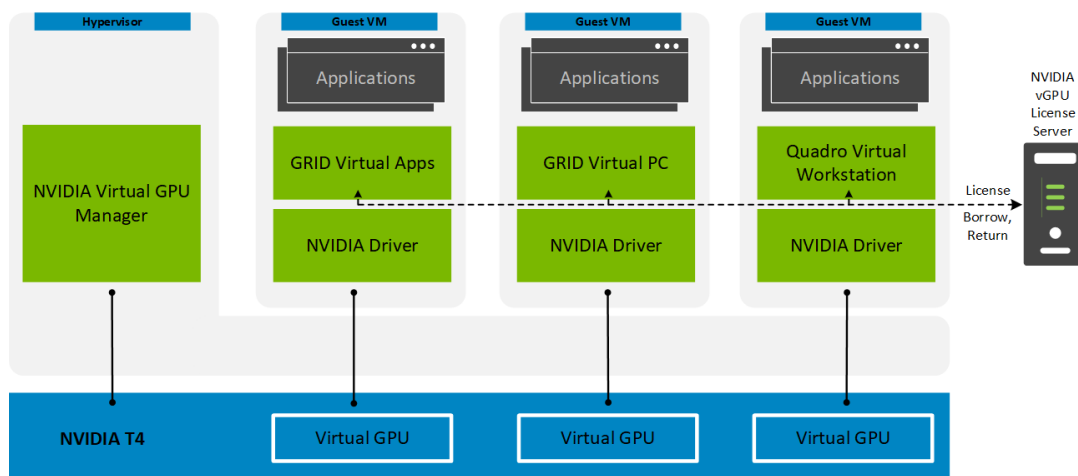 Hypervisor
Guest VM
Guest VM
Guest VM
Applications
Applications
Applications
NVIDIA
vGPU
License
Server
NVIDIA Virtual GPU
Manager
GRID Virtual Apps
GRID Virtual PC
Quadro Virtual
Workstation
License
Borrow,
Return
NVIDIA Driver
NVIDIA Driver
NVIDIA Driver
NVIDIA T4
Virtual GPU
Virtual GPU
Virtual GPU